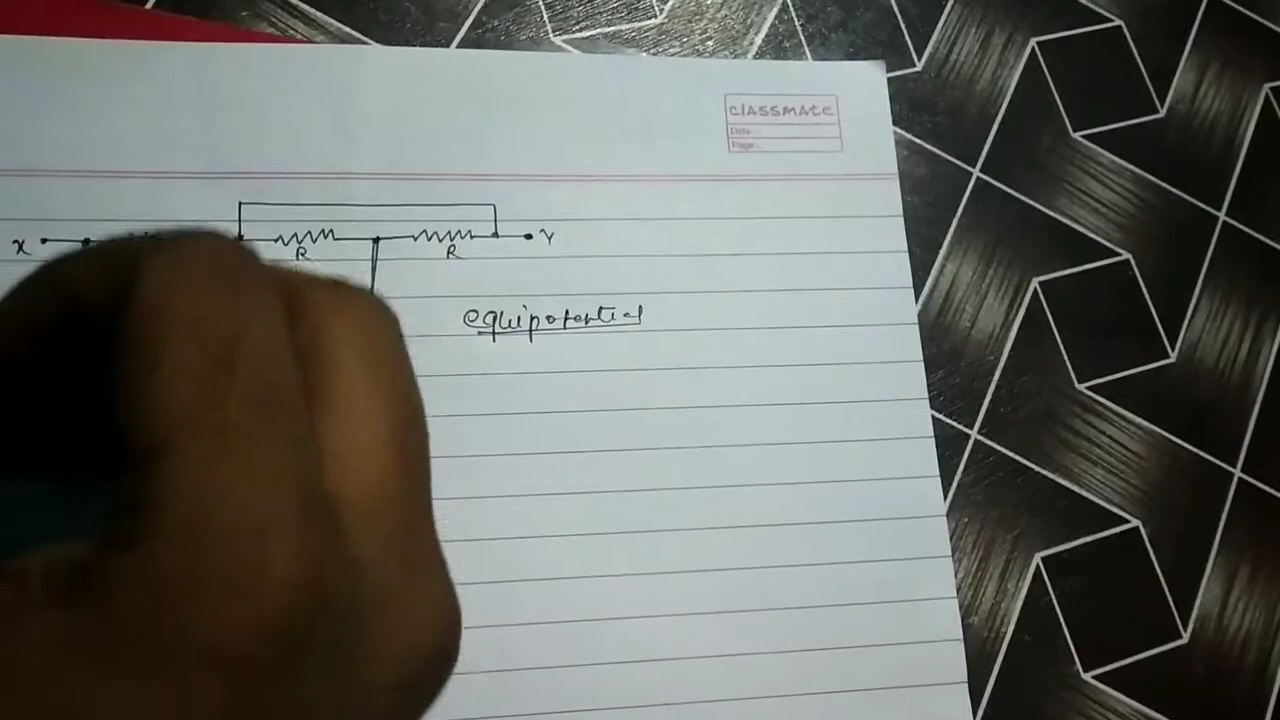 classmate
Date
Page
X
Y
R
R
equipotential